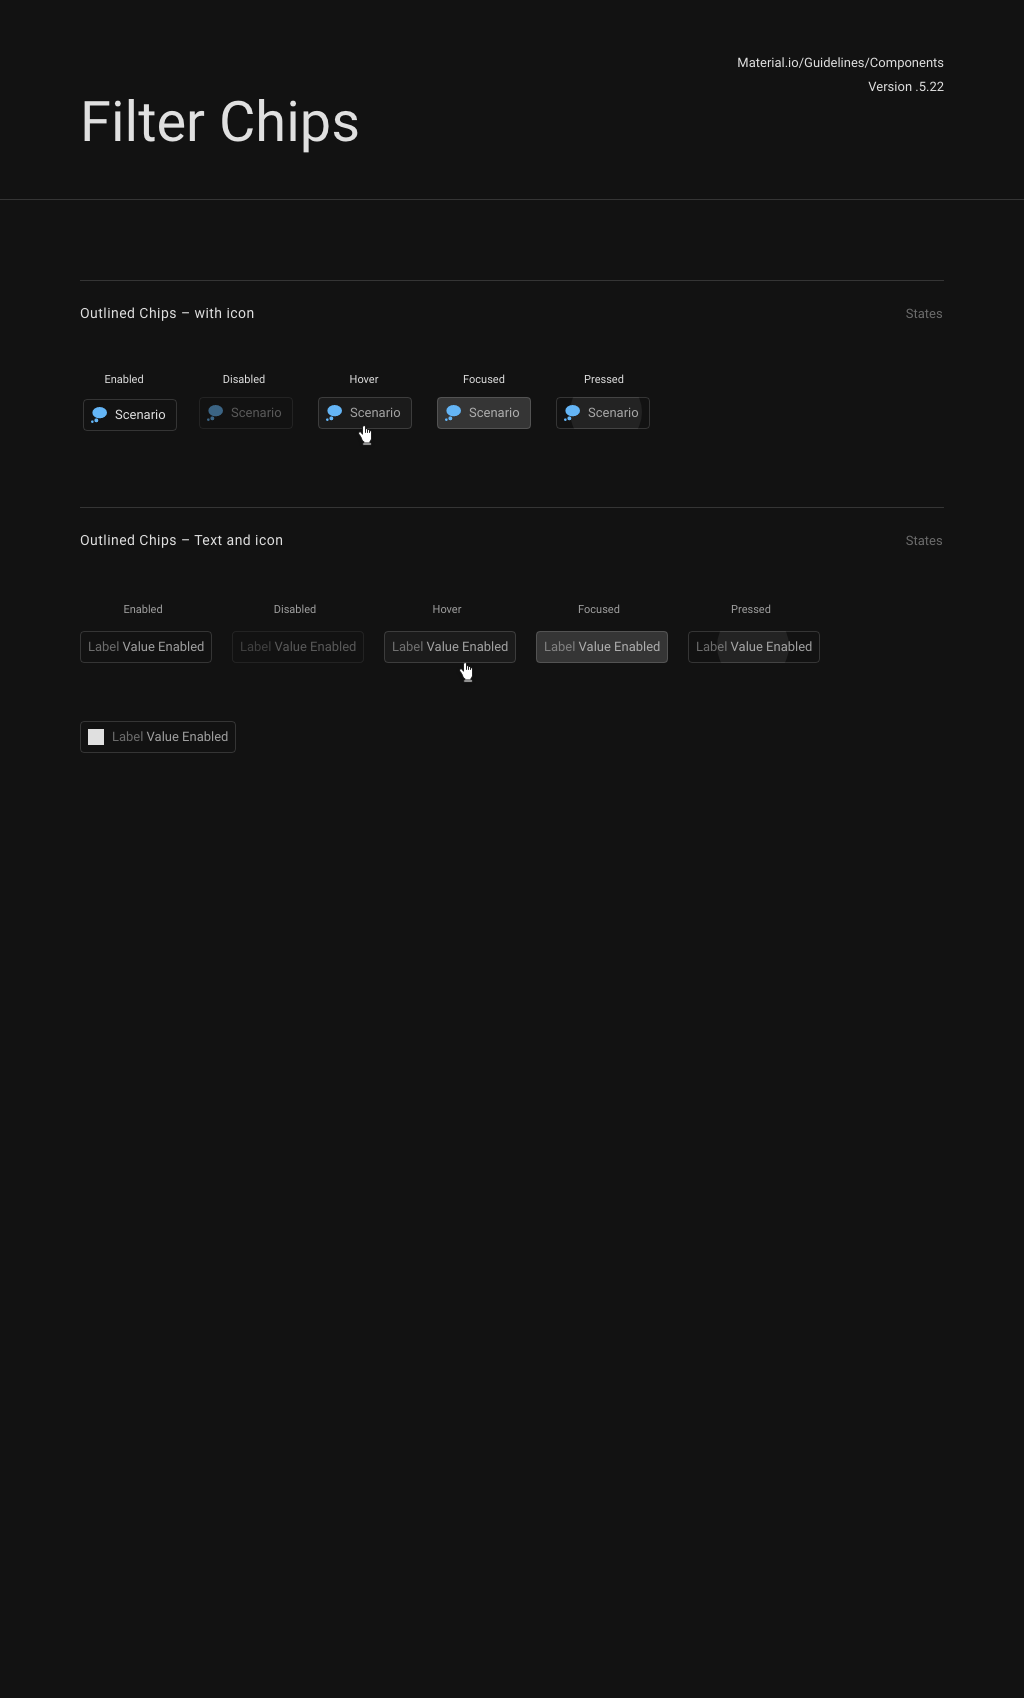 Material.io/Guidelines/Components
Version .5.22
Filter Chips
Outlined Chips – with icon
States
Enabled
Disabled
Hover
Focused
Pressed
Scenario
Scenario
Scenario
Scenario
Scenario
Outlined Chips – Text and icon
States
Enabled
Disabled
Hover
Focused
Pressed
Label Value Enabled
Label Value Enabled
Label Value Enabled
Label Value Enabled
Label Value Enabled
Label Value Enabled